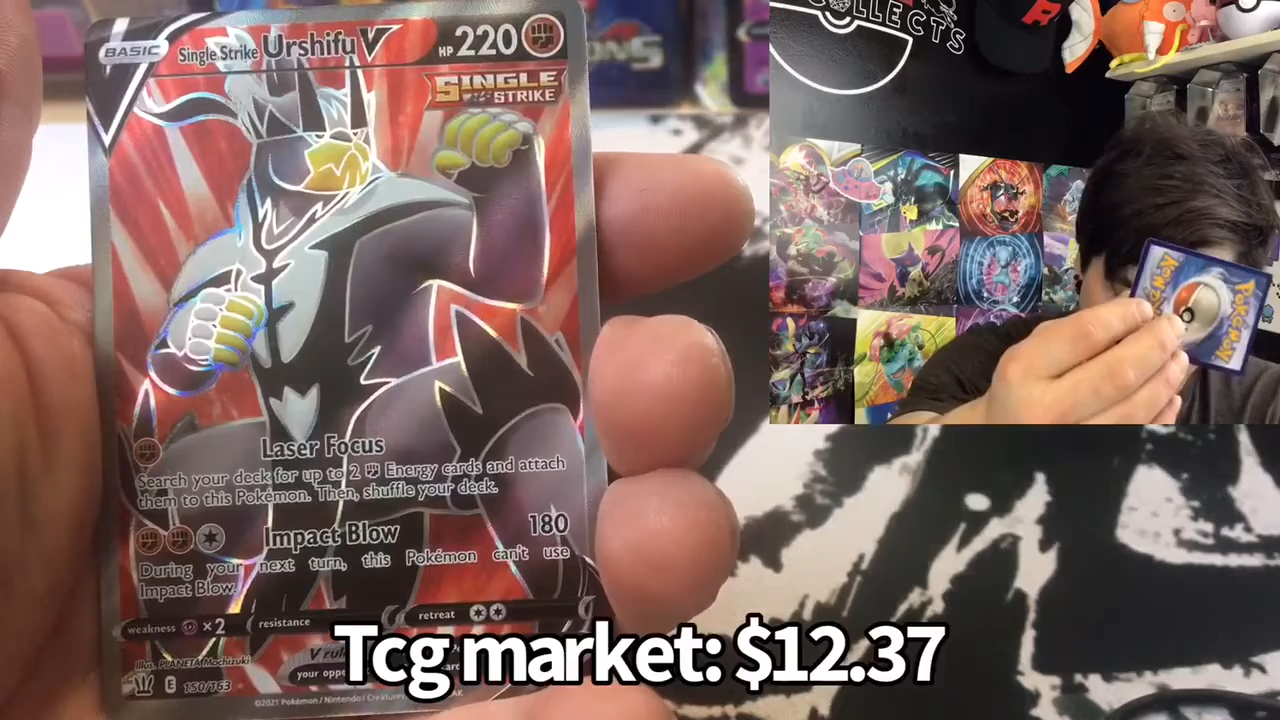 BASIC Single Strike Urshifu V HP 220
SINGLE STRIKE
Laser Focus
Search your deck for up to 2 Energy cards and attach
them to this Pokémon. Then, shuffle your deck.
Impact Blow 180
During your next turn, this Pokémon can't use
Impact Blow.
weakness ×2 resistance retreat
V rule
your oppo
Illus. PLANETA Mochizuki
E 150/163
©2021 Pokémon / Nintendo / Creatures
Tcg market: $12.37
COLLECTS
R
POKéMON